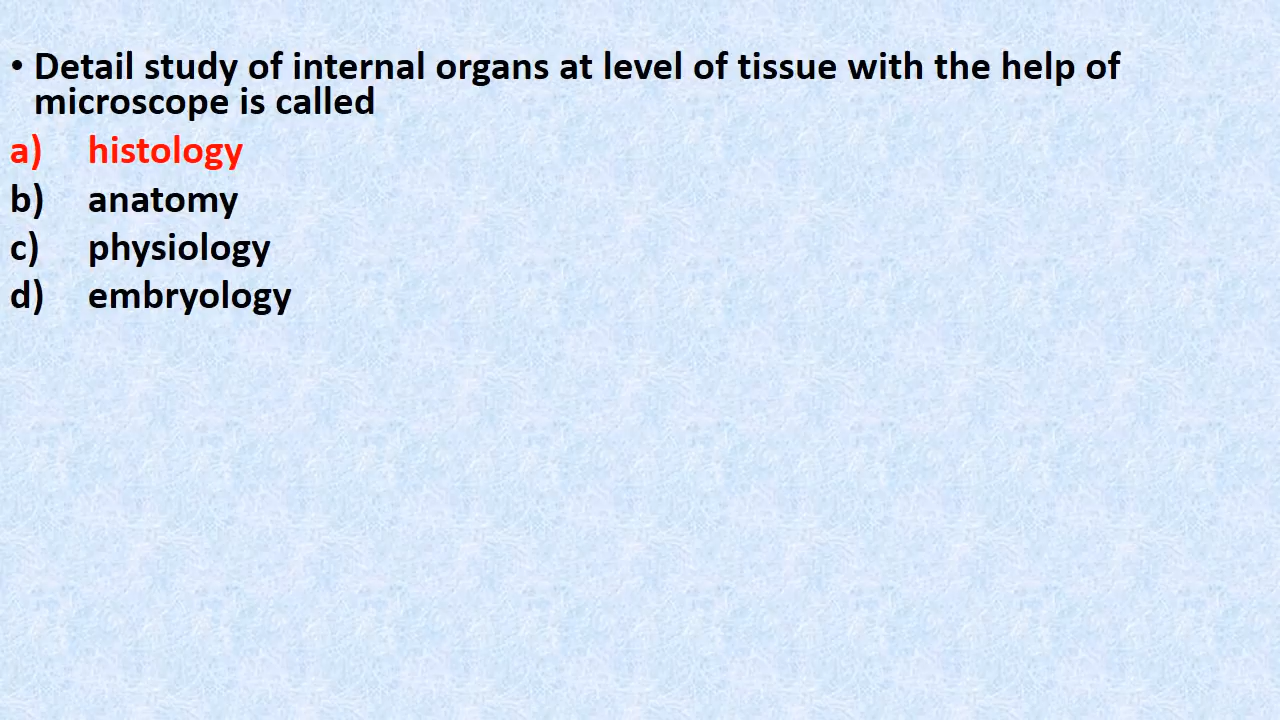 • Detail study of internal organs at level of tissue with the help of
microscope is called
a) histology
b) anatomy
c) physiology
d) embryology